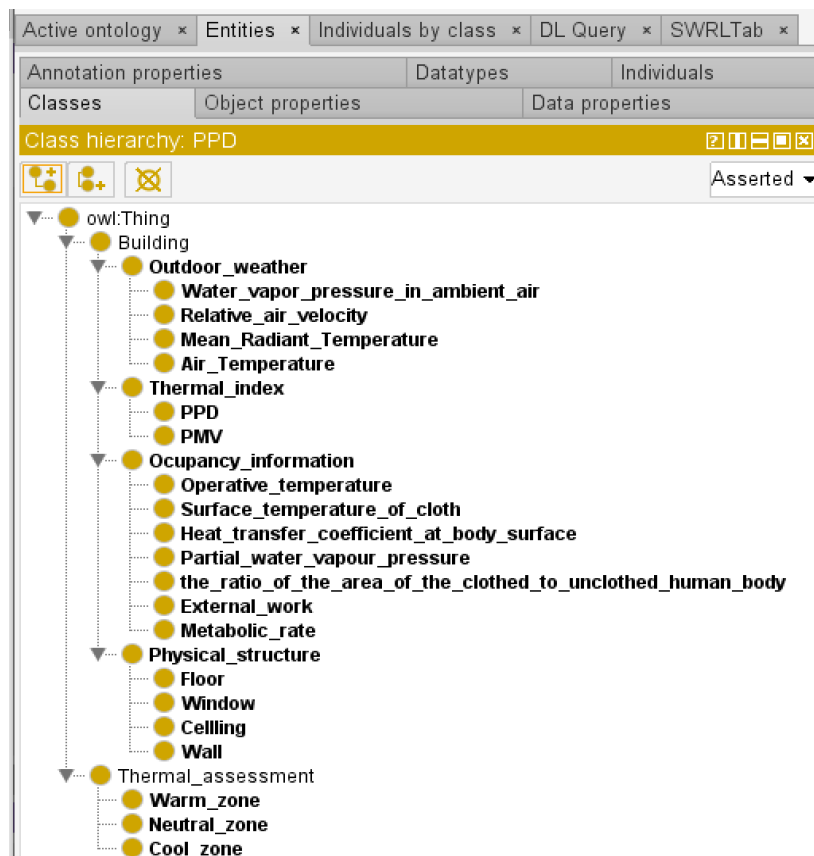 Active ontology × Entities × Individuals by class × DL Query × SWRLTab ×
Annotation properties Datatypes Individuals
Classes Object properties Data properties
Class hierarchy: PPD
Asserted
owl:Thing
Building
Outdoor_weather
Water_vapor_pressure_in_ambient_air
Relative_air_velocity
Mean_Radiant_Temperature
Air_Temperature
Thermal_index
PPD
PMV
Ocupancy_information
Operative_temperature
Surface_temperature_of_cloth
Heat_transfer_coefficient_at_body_surface
Partial_water_vapour_pressure
the_ratio_of_the_area_of_the_clothed_to_unclothed_human_body
External_work
Metabolic_rate
Physical_structure
Floor
Window
Cellling
Wall
Thermal_assessment
Warm_zone
Neutral_zone
Cool_zone